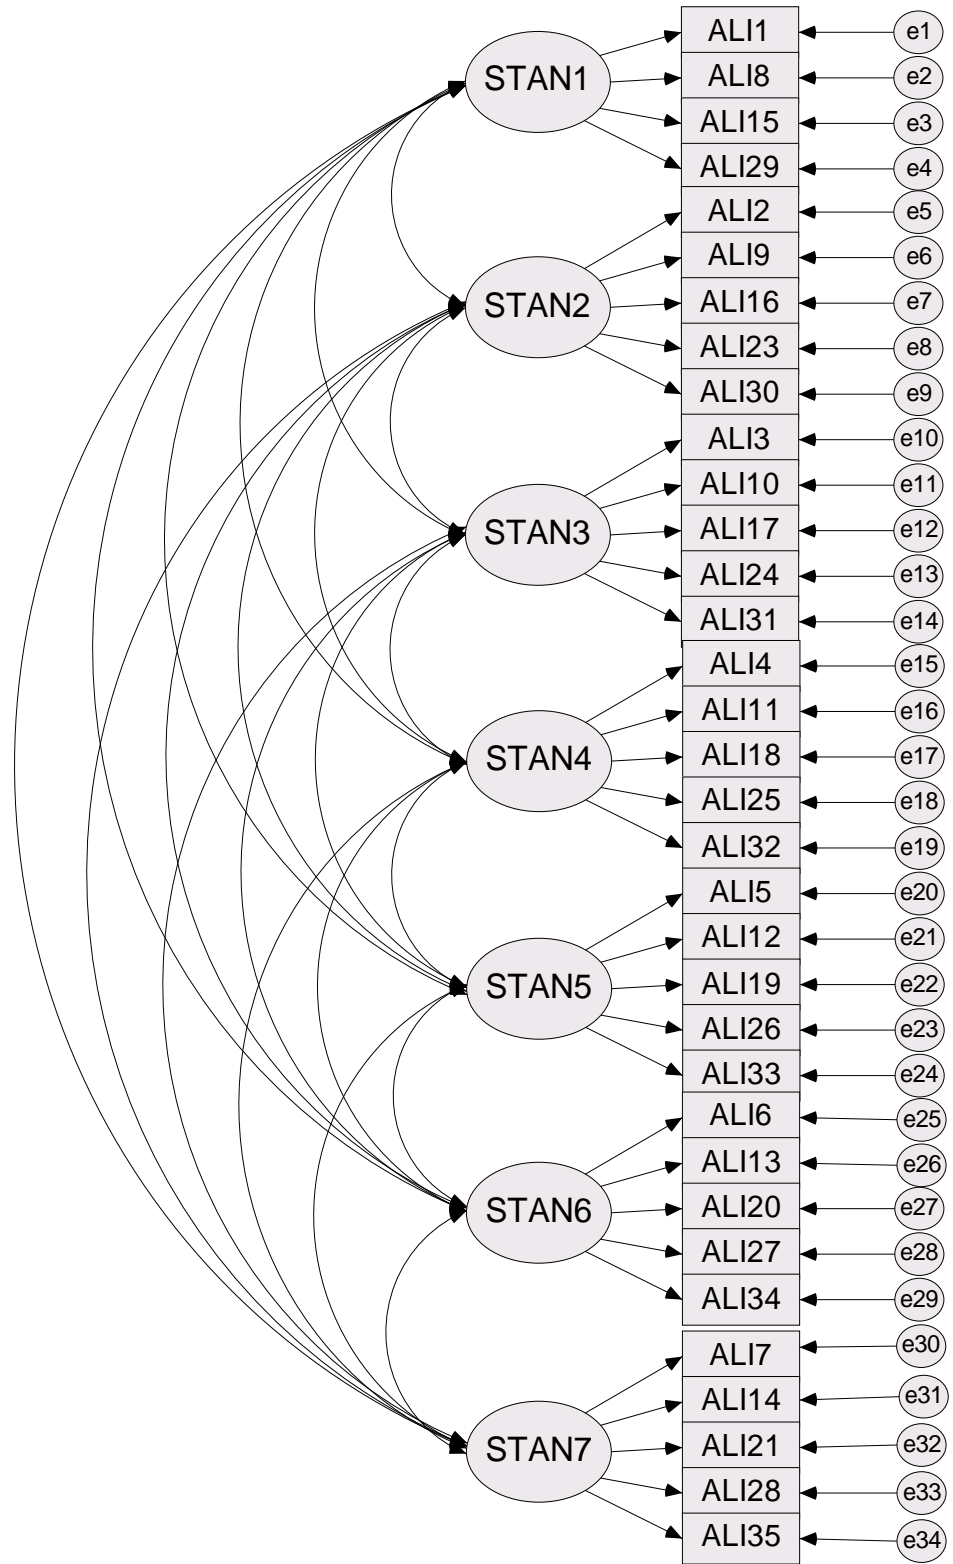 ALI1 e1
STAN1
ALI8 e2
ALI15 e3
ALI29 e4
ALI2 e5
ALI9 e6
STAN2
ALI16 e7
ALI23 e8
ALI30 e9
ALI3 e10
ALI10 e11
STAN3
ALI17 e12
ALI24 e13
ALI31 e14
ALI4 e15
ALI11 e16
STAN4
ALI18 e17
ALI25 e18
ALI32 e19
ALI5 e20
ALI12 e21
STAN5
ALI19 e22
ALI26 e23
ALI33 e24
ALI6 e25
ALI13 e26
STAN6
ALI20 e27
ALI27 e28
ALI34 e29
ALI7 e30
ALI14 e31
STAN7
ALI21 e32
ALI28 e33
ALI35 e34